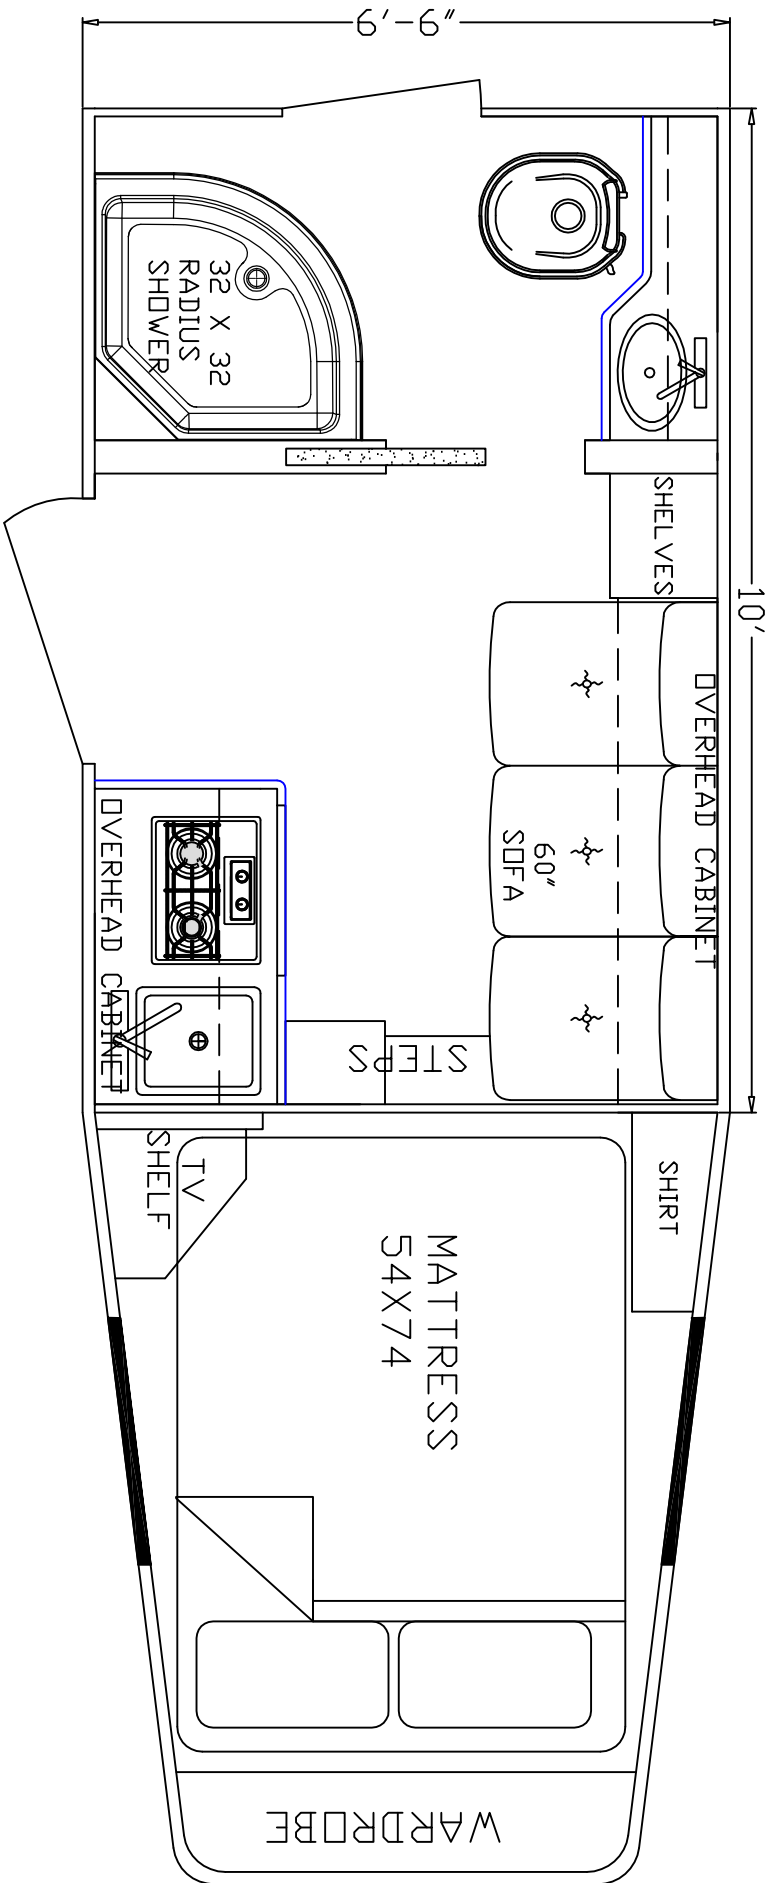 6'-6"
10'
32 X 32
RADIUS
SHOWER
SHELVES
OVERHEAD CABINET
60"
SOFA
OVERHEAD CABINET
STEPS
TV
SHELF
SHIRT
MATTRESS
54X74
WARDROBE